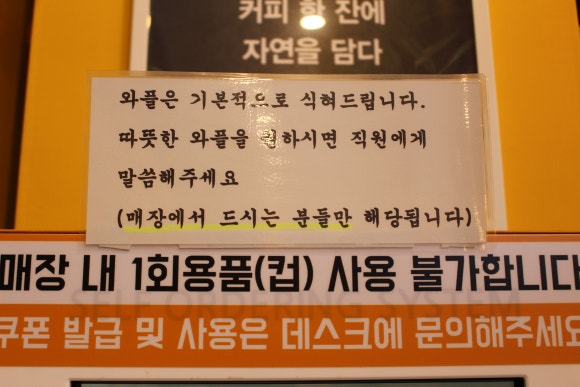 커피 한 잔에
자연을 담다
와플은 기본적으로 식혀드립니다.
따뜻한 와플을 원하시면 직원에게
말씀해주세요
(매장에서 드시는 분들만 해당됩니다)
매장 내 1회용품(컵) 사용 불가합니다
SELF ORDERING SYSTEM
쿠폰 발급 및 사용은 데스크에 문의해주세요